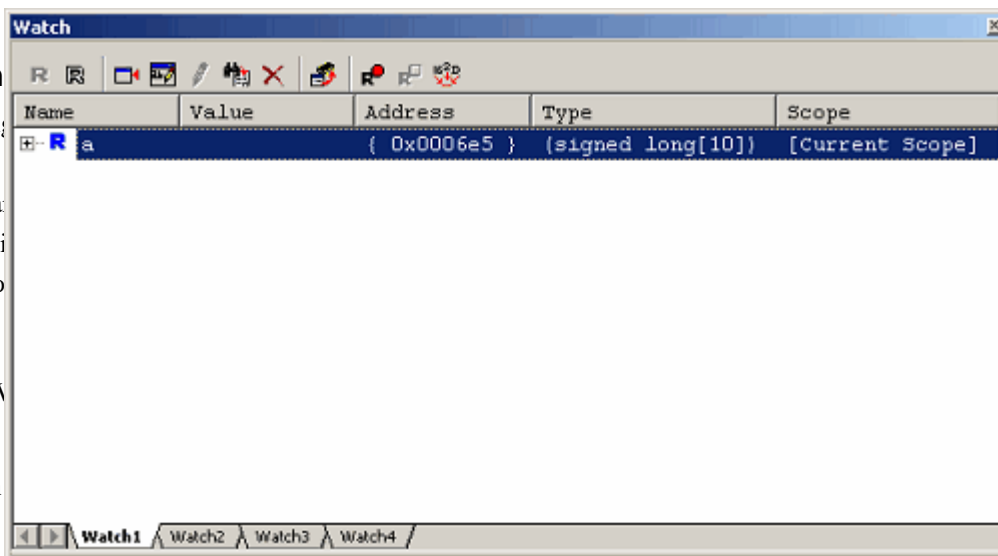 Watch
Name Value Address Type Scope
R a { 0x0006e5 } (signed long[10]) [Current Scope]
Watch1 Watch2 Watch3 Watch4